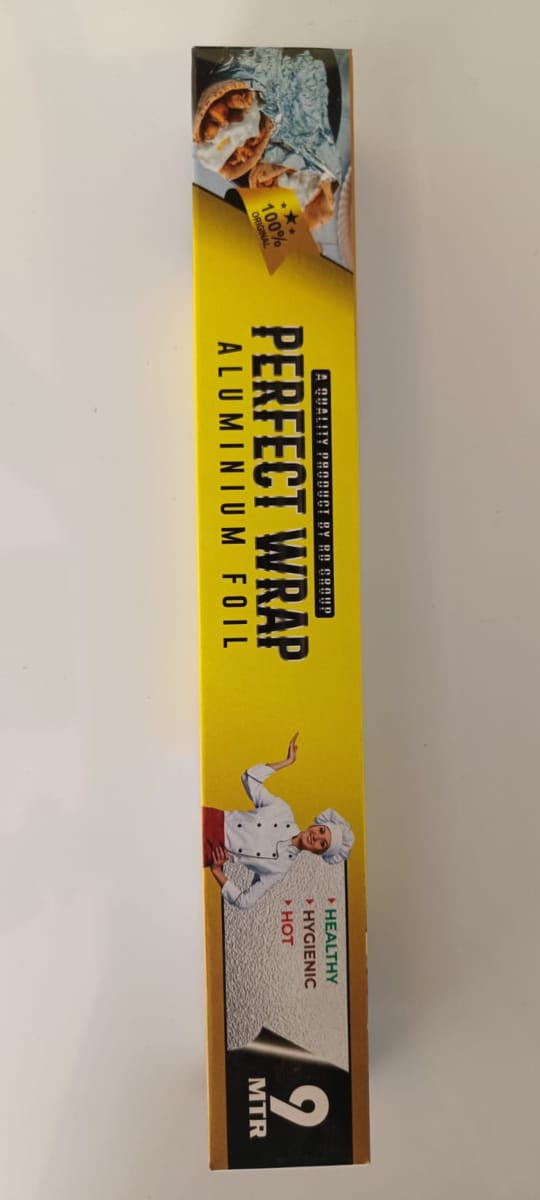 100%
ORIGINAL
A QUALITY PRODUCT BY RD GROUP
PERFECT WRAP
ALUMINIUM FOIL
HEALTHY
HYGIENIC
HOT
9
MTR